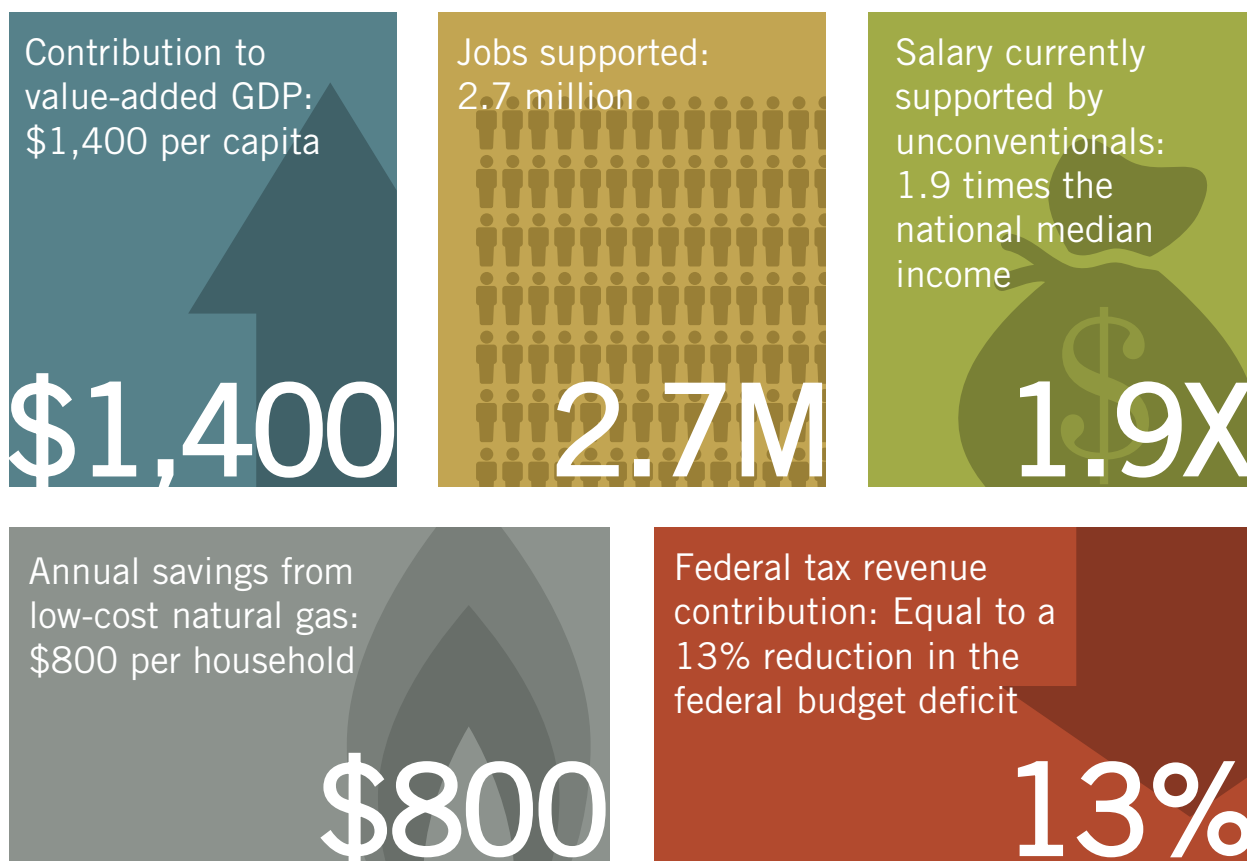 Contribution to
value-added GDP:
$1,400 per capita
$1,400
Jobs supported:
2.7 million
2.7M
Salary currently
supported by
unconventionals:
1.9 times the
national median
income
$
1.9X
Annual savings from
low-cost natural gas:
$800 per household
$800
Federal tax revenue
contribution: Equal to a
13% reduction in the
federal budget deficit
13%